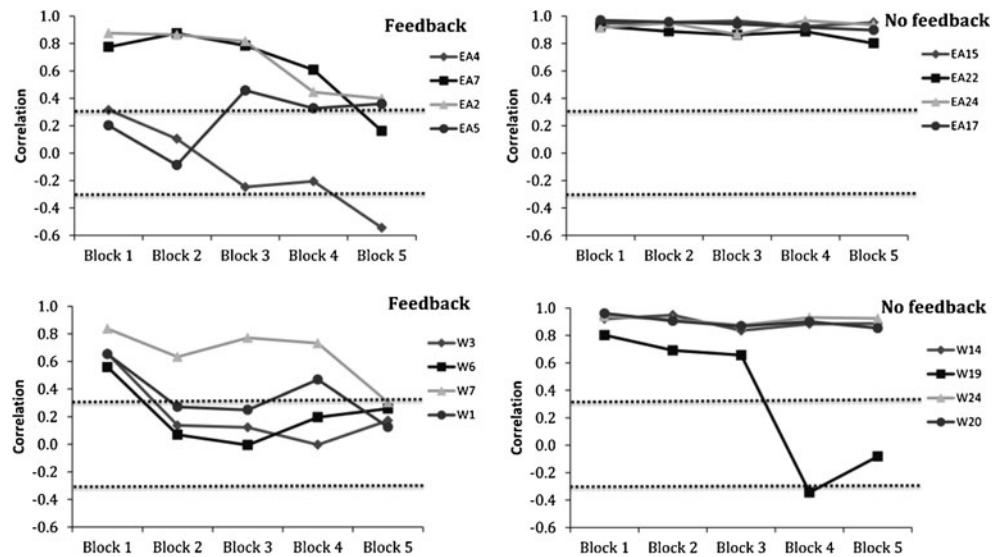 Feedback
1.0
0.8
0.6
0.4
0.2
0.0
-0.2
-0.4
-0.6
Correlation
Block 1 Block 2 Block 3 Block 4 Block 5
EA4
EA7
EA2
EA5
No feedback
1.0
0.8
0.6
0.4
0.2
0.0
-0.2
-0.4
-0.6
Correlation
Block 1 Block 2 Block 3 Block 4 Block 5
EA15
EA22
EA24
EA17
Feedback
1.0
0.8
0.6
0.4
0.2
0.0
-0.2
-0.4
-0.6
Correlation
Block 1 Block 2 Block 3 Block 4 Block 5
W3
W6
W7
W1
No feedback
1.0
0.8
0.6
0.4
0.2
0.0
-0.2
-0.4
-0.6
Correlation
Block 1 Block 2 Block 3 Block 4 Block 5
W14
W19
W24
W20